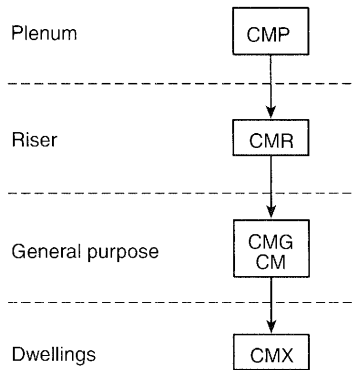 Plenum
CMP
Riser
CMR
General purpose
CMG
CM
Dwellings
CMX